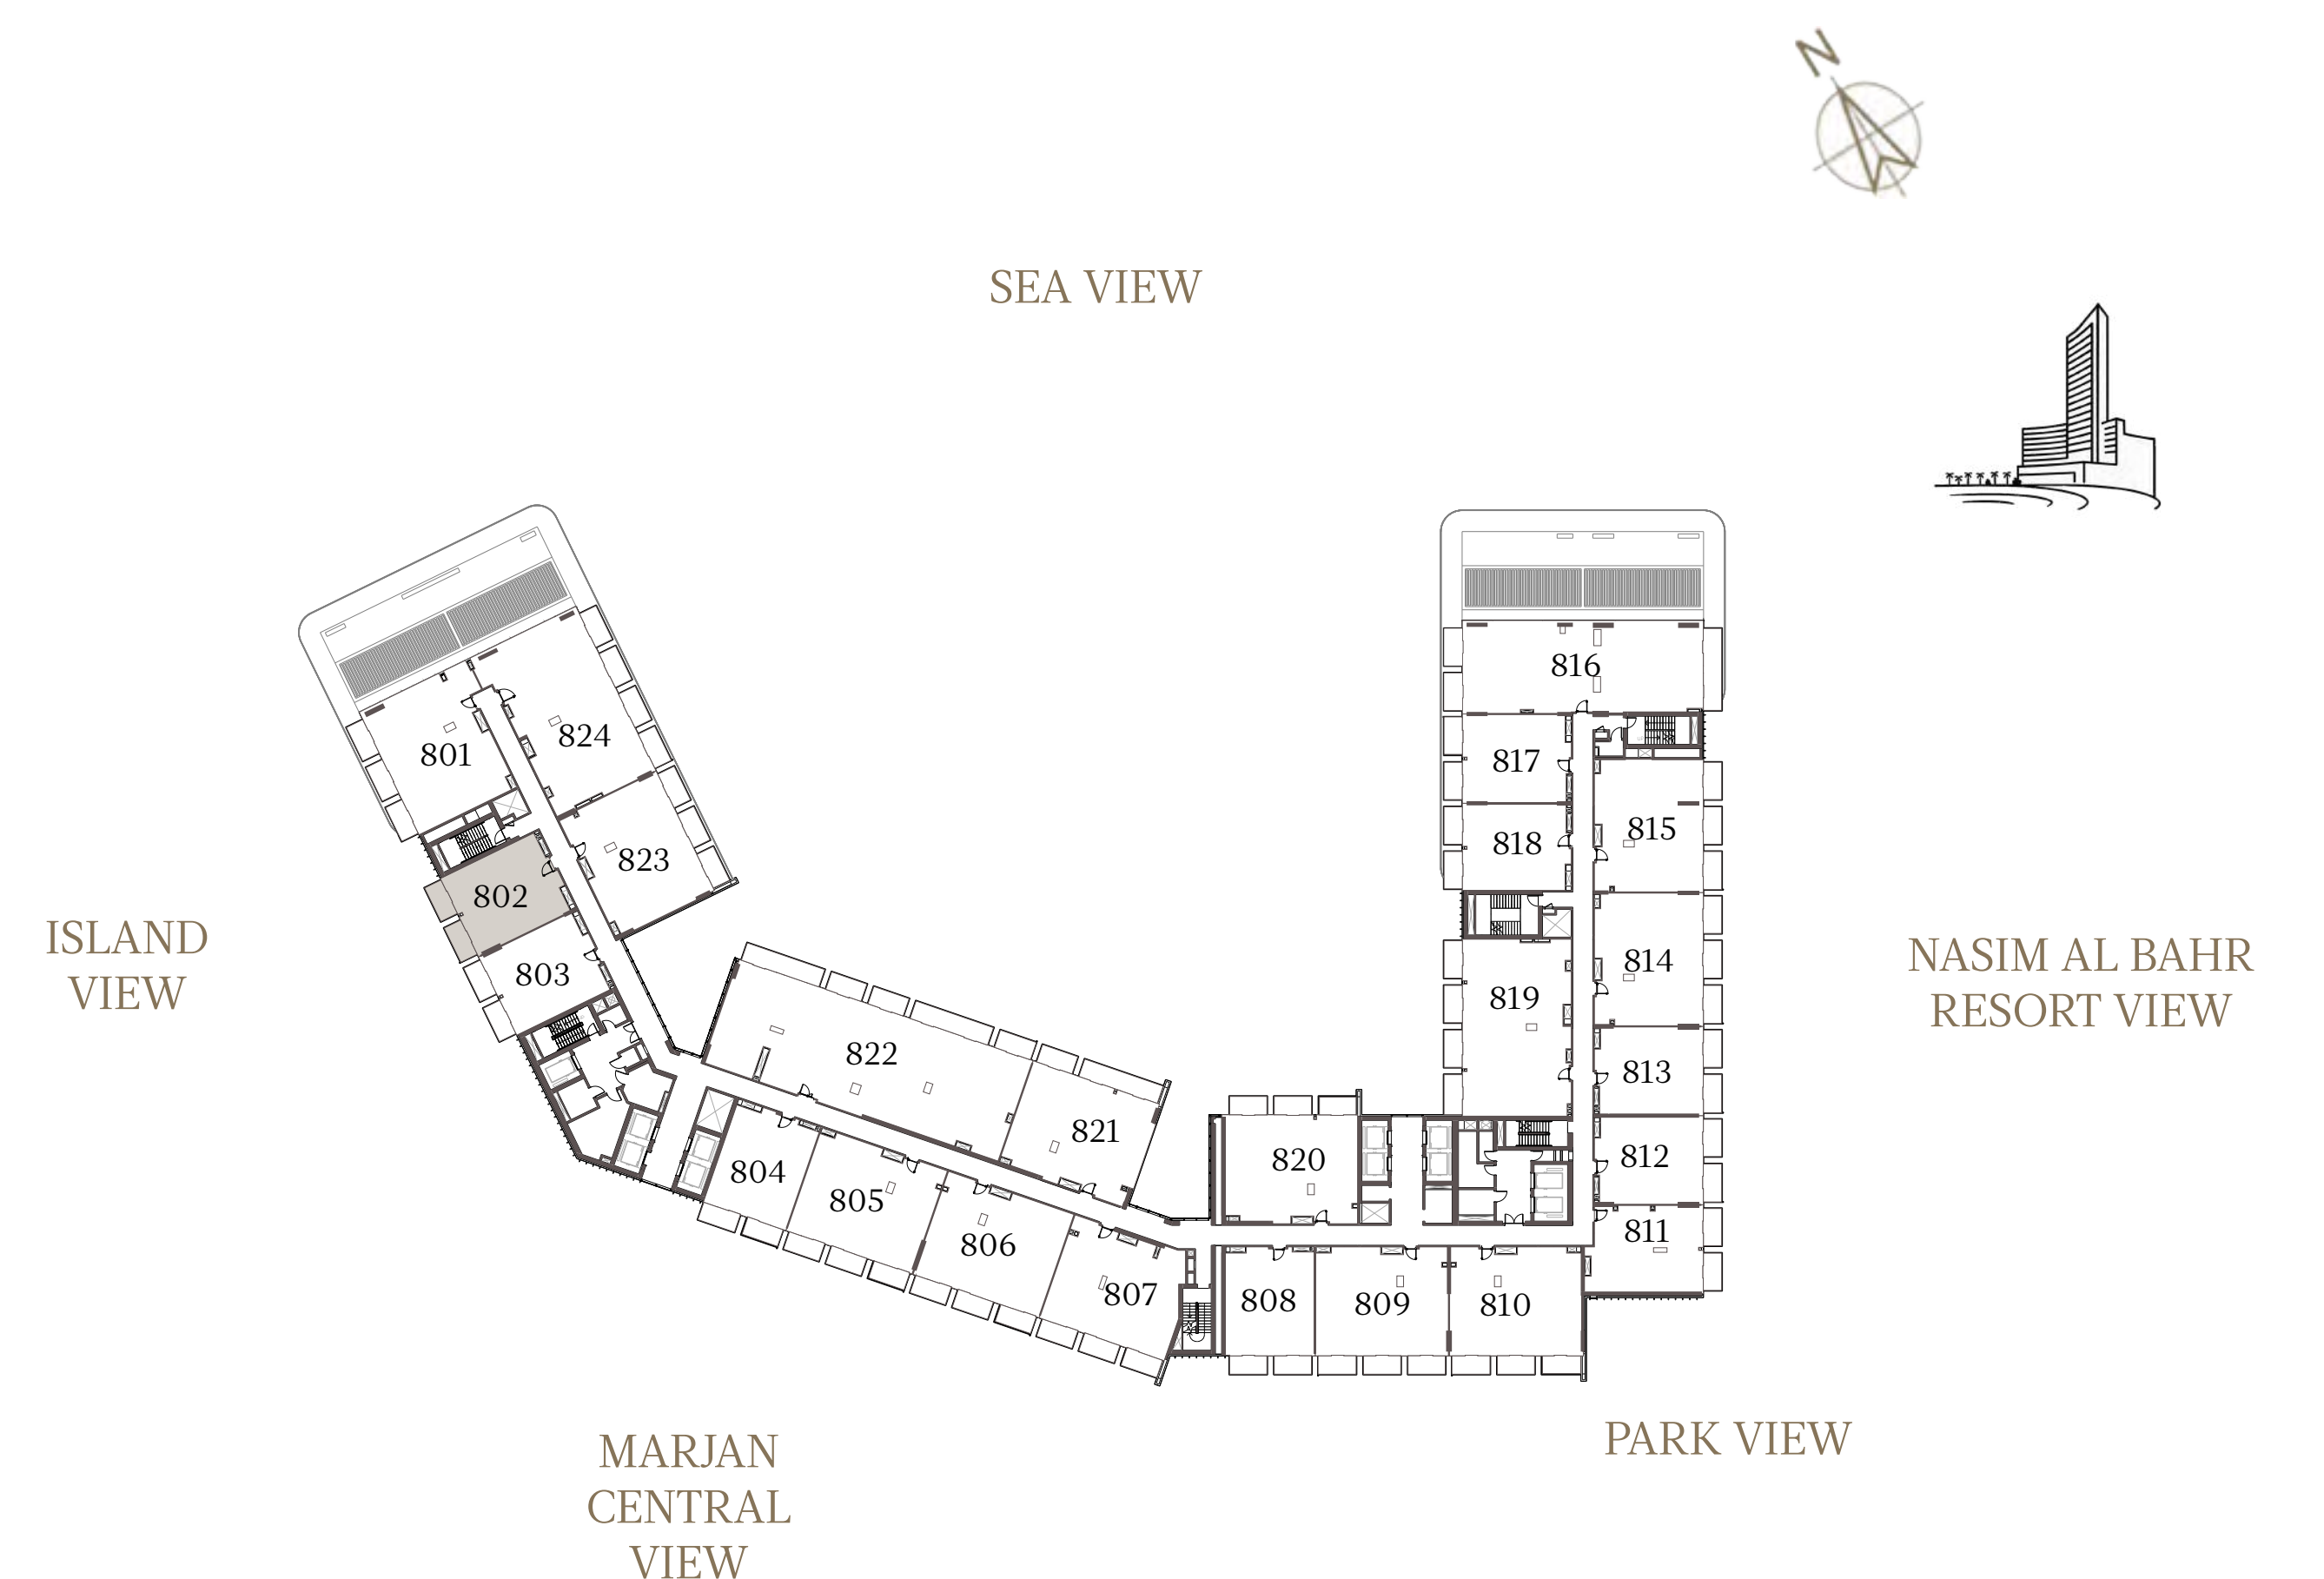 N
SEA VIEW
816
824
801
817
815
818
823
802
ISLAND
VIEW
NASIM AL BAHR
RESORT VIEW
814
803
819
822
813
821
812
820
804
805
811
806
807
808
809
810
PARK VIEW
MARJAN
CENTRAL
VIEW